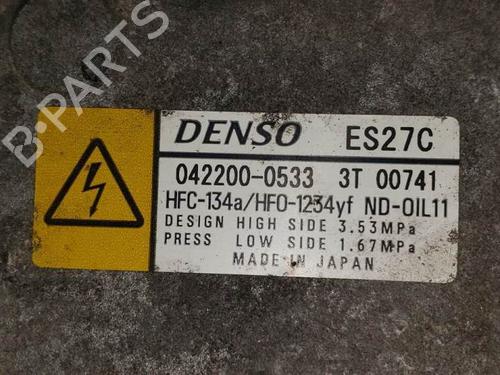 B-PARTS
DENSO ES27C
042200-0533 3T 00741
HFC-134a/HFO-1234yf ND-OIL11
DESIGN HIGH SIDE 3.53MPa
PRESS LOW SIDE 1.67MPa
MADE IN JAPAN